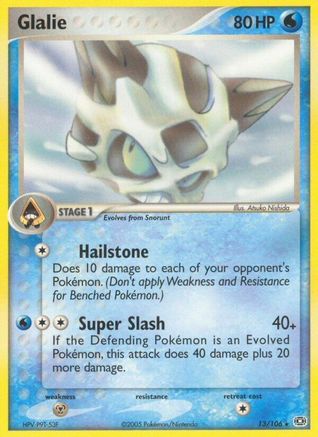 Glalie 80 HP
Illus. Atsuko Nishida
STAGE 1
Evolves from Snorunt
Hailstone
Does 10 damage to each of your opponent's
Pokémon. (Don't apply Weakness and Resistance
for Benched Pokémon.)
Super Slash 40+
If the Defending Pokémon is an Evolved
Pokémon, this attack does 40 damage plus 20
more damage.
weakness resistance retreat cost
©2005 Pokémon/Nintendo 13/106